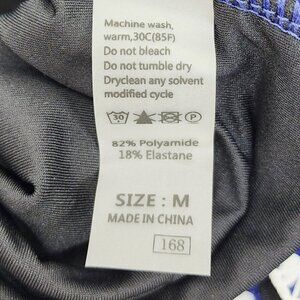 Machine wash,
warm,30C(85F)
Do not bleach
Do not tumble dry
Dryclean any solvent
modified cycle
30 P
82% Polyamide
18% Elastane
SIZE : M
MADE IN CHINA
168